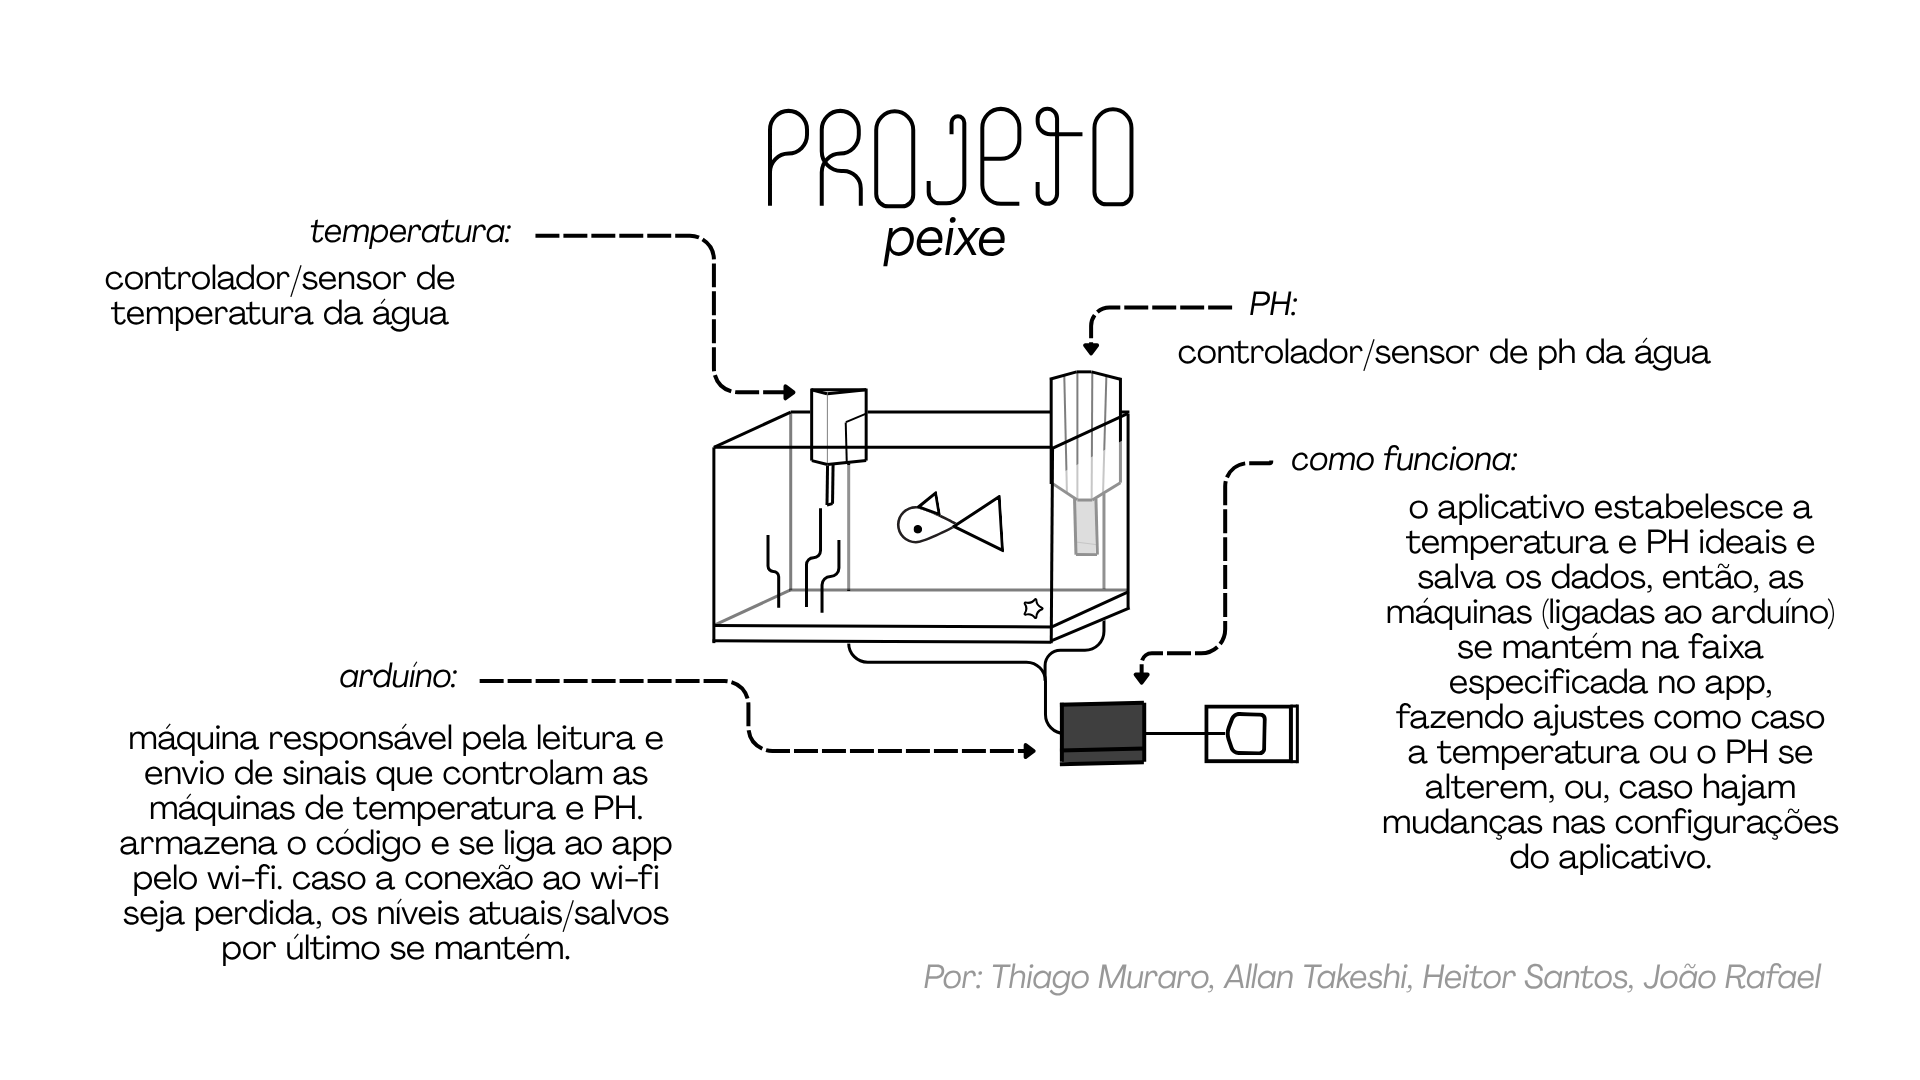 PROJETO
peixe
temperatura:
controlador/sensor de
temperatura da água
PH:
controlador/sensor de ph da água
como funciona:
o aplicativo estabelesce a
temperatura e PH ideais e
salva os dados, então, as
máquinas (ligadas ao arduíno)
se mantém na faixa
especificada no app,
fazendo ajustes como caso
a temperatura ou o PH se
alterem, ou, caso hajam
mudanças nas configurações
do aplicativo.
arduíno:
máquina responsável pela leitura e
envio de sinais que controlam as
máquinas de temperatura e PH.
armazena o código e se liga ao app
pelo wi-fi. caso a conexão ao wi-fi
seja perdida, os níveis atuais/salvos
por último se mantém.
Por: Thiago Muraro, Allan Takeshi, Heitor Santos, João Rafael